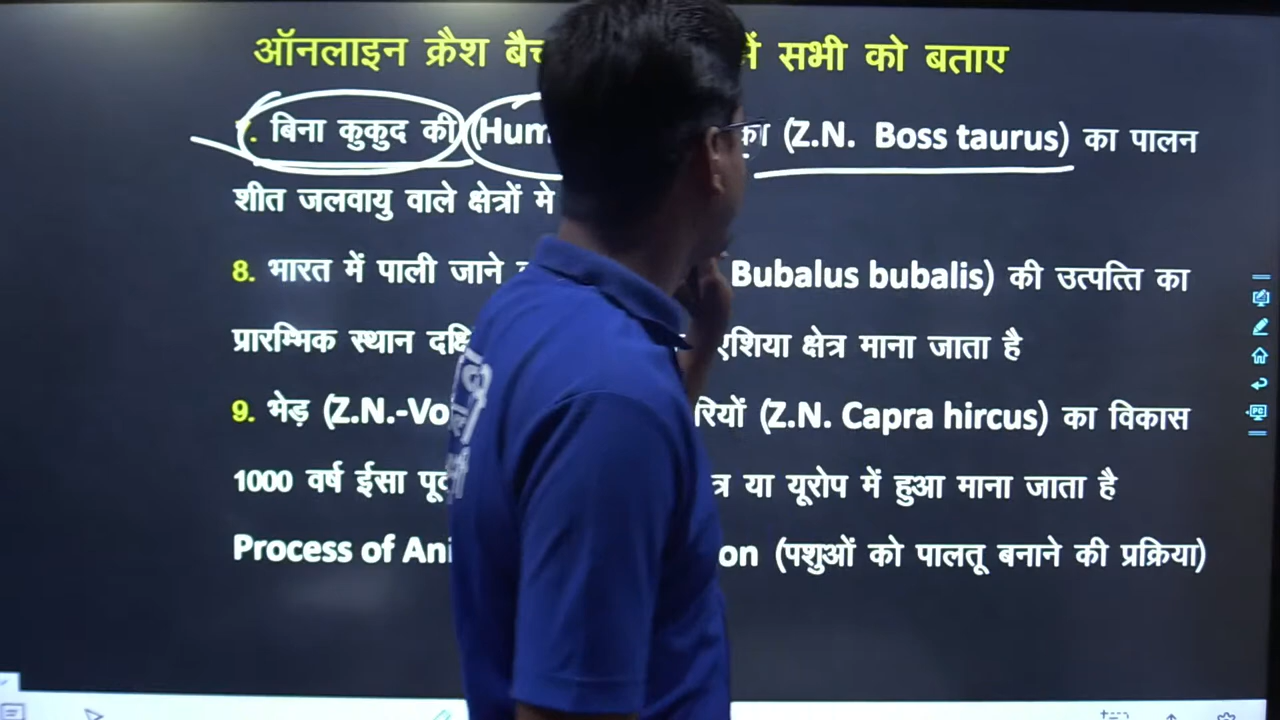 ऑनलाइन क्रैश में सभी को बताए
7. बिना कुकुद की (Hum का (Z.N. Boss taurus) का पालन
शीत जलवायु वाले क्षेत्रों मे
8. भारत में पाली जाने Bubalus bubalis) की उत्पत्ति का
प्रारम्भिक स्थान एशिया क्षेत्र माना जाता है
9. भेड़ (Z.N.-Vo रियों (Z.N. Capra hircus) का विकास
1000 वर्ष ईसा या यूरोप में हुआ माना जाता है
Process of Ani on (पशुओं को पालतू बनाने की प्रक्रिया)